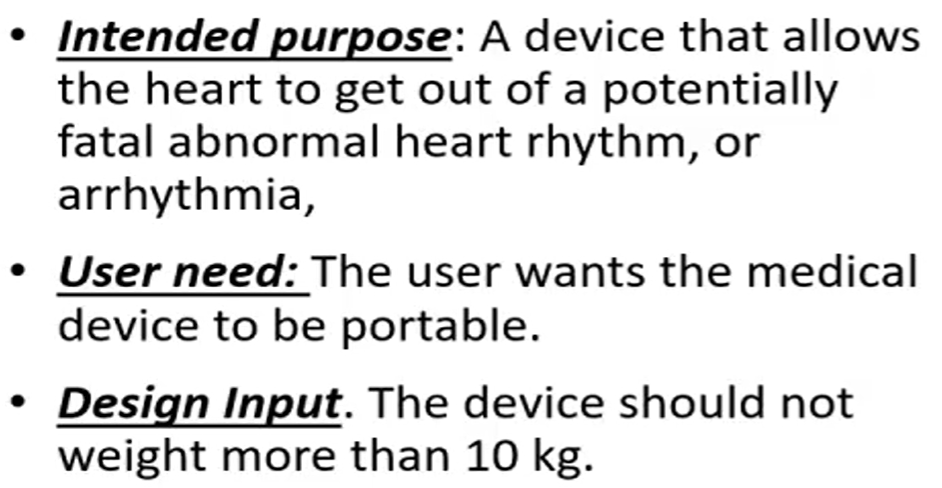 • Intended purpose: A device that allows
the heart to get out of a potentially
fatal abnormal heart rhythm, or
arrhythmia,
• User need: The user wants the medical
device to be portable.
• Design Input. The device should not
weight more than 10 kg.